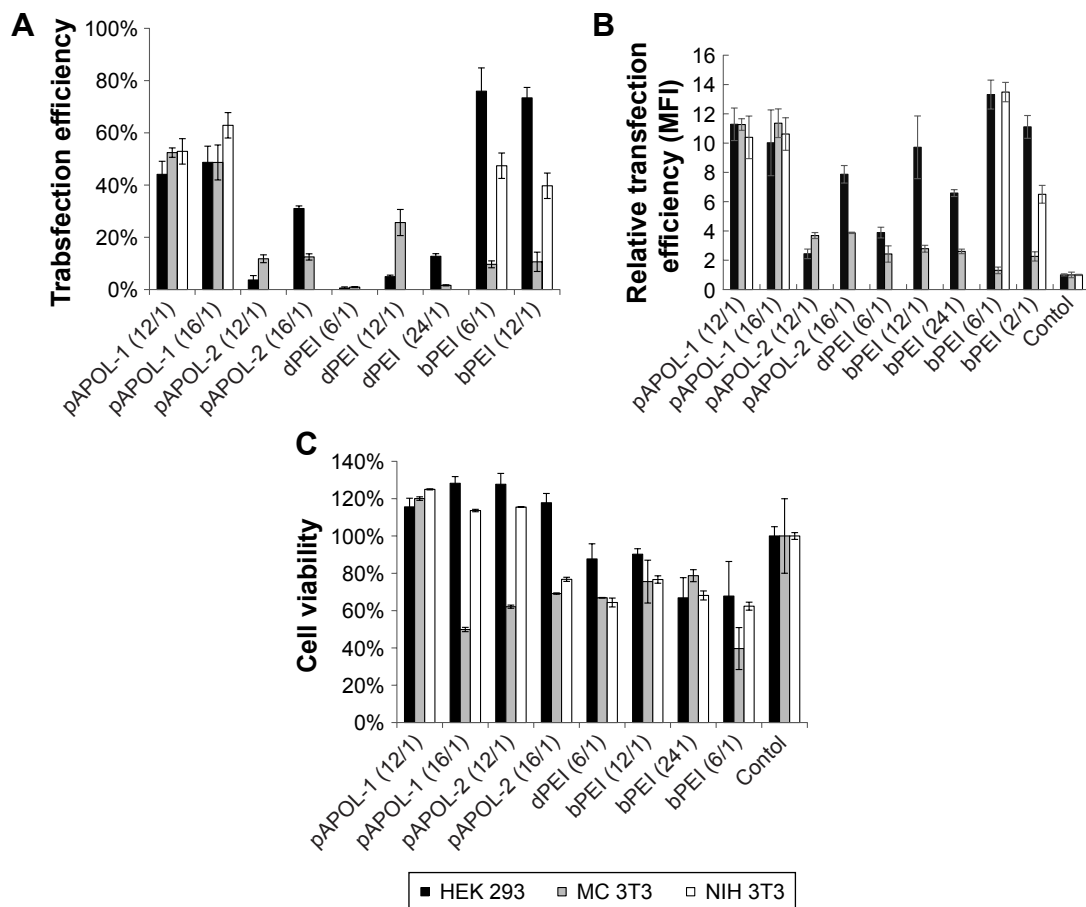 A
Trabsfection efficiency
100%
80%
60%
40%
20%
0%
pAPOL-1 (12/1)
pAPOL-1 (16/1)
pAPOL-2 (12/1)
pAPOL-2 (16/1)
dPEI (6/1)
dPEI (12/1)
dPEI (24/1)
bPEI (6/1)
bPEI (12/1)
B
Relative transfection
efficiency (MFI)
16
14
12
10
8
6
4
2
0
pAPOL-1 (12/1)
pAPOL-1 (16/1)
pAPOL-2 (12/1)
pAPOL-2 (16/1)
dPEI (6/1)
bPEI (12/1)
bPEI (241)
bPEI (6/1)
bPEI (2/1)
Contol
C
Cell viability
140%
120%
100%
80%
60%
40%
20%
0%
pAPOL-1 (12/1)
pAPOL-1 (16/1)
pAPOL-2 (12/1)
pAPOL-2 (16/1)
dPEI (6/1)
bPEI (12/1)
bPEI (241)
bPEI (6/1)
Contol
HEK 293 MC 3T3 NIH 3T3